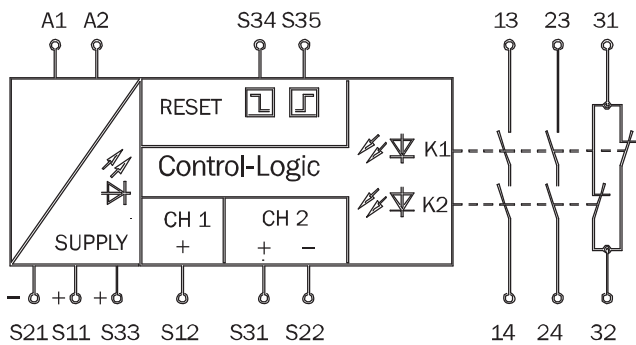 A1 A2 S34 S35 13 23 31
RESET
K1
Control-Logic
K2
CH 1 CH 2
SUPPLY + + −
− + +
S21 S11 S33 S12 S31 S22 14 24 32